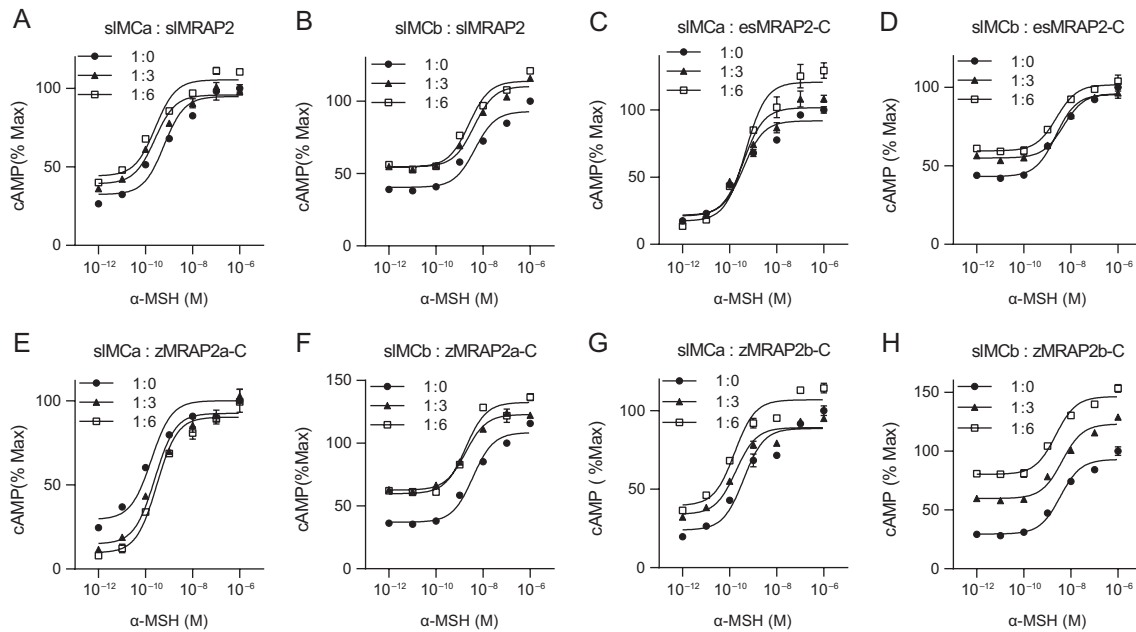 A
slMCa : slMRAP2
1:0
1:3
1:6
cAMP(% Max)
150
100
50
0
10⁻¹² 10⁻¹⁰ 10⁻⁸ 10⁻⁶
α-MSH (M)
B
slMCb : slMRAP2
1:0
1:3
1:6
cAMP(% Max)
150
100
50
0
10⁻¹² 10⁻¹⁰ 10⁻⁸ 10⁻⁶
α-MSH (M)
C
slMCa : esMRAP2-C
1:0
1:3
1:6
cAMP (% Max)
150
100
50
0
10⁻¹² 10⁻¹⁰ 10⁻⁸ 10⁻⁶
α-MSH (M)
D
slMCb : esMRAP2-C
1:0
1:3
1:6
cAMP (% Max)
100
50
0
10⁻¹² 10⁻¹⁰ 10⁻⁸ 10⁻⁶
α-MSH (M)
E
slMCa : zMRAP2a-C
1:0
1:3
1:6
cAMP(% Max)
100
50
0
10⁻¹² 10⁻¹⁰ 10⁻⁸ 10⁻⁶
α-MSH (M)
F
slMCb : zMRAP2a-C
1:0
1:3
1:6
cAMP(%Max)
150
100
50
0
10⁻¹² 10⁻¹⁰ 10⁻⁸ 10⁻⁶
α-MSH (M)
G
slMCa : zMRAP2b-C
1:0
1:3
1:6
cAMP ( %Max)
100
50
0
10⁻¹² 10⁻¹⁰ 10⁻⁸ 10⁻⁶
α-MSH (M)
H
slMCb : zMRAP2b-C
1:0
1:3
1:6
cAMP (% Max)
150
100
50
0
10⁻¹² 10⁻¹⁰ 10⁻⁸ 10⁻⁶
α-MSH (M)